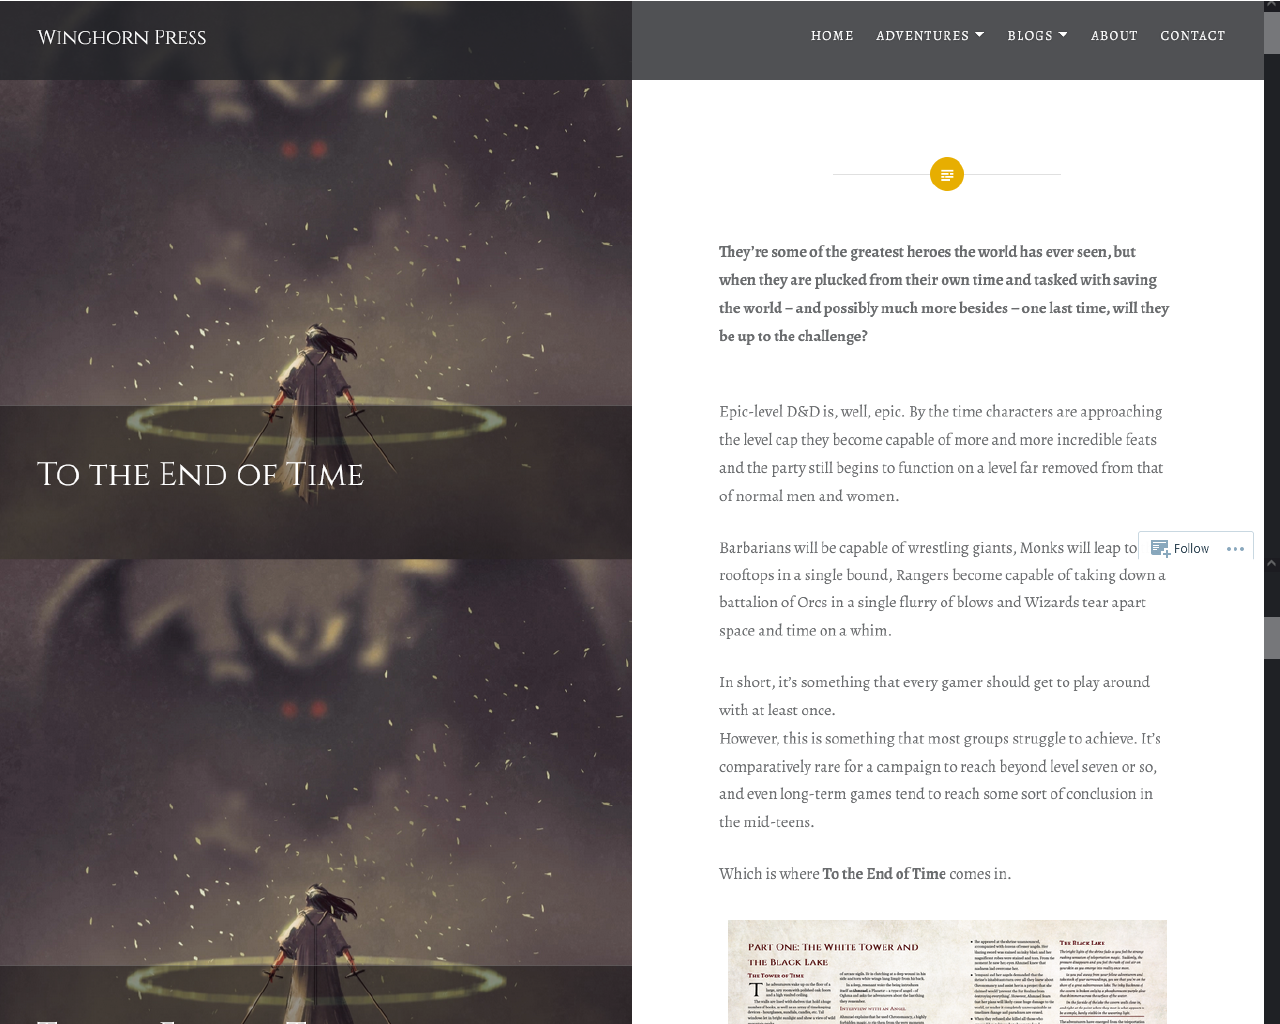 Winghorn Press
HOME
ADVENTURES
BLOGS
ABOUT
CONTACT
To the End of Time
They're some of the greatest heroes the world has ever seen, but
when they are plucked from their own time and tasked with saving
the world – and possibly much more besides – one last time, will they
be up to the challenge?
Epic-level D&D is, well, epic. By the time characters are approaching
the level cap they become capable of more and more incredible feats
and the party still begins to function on a level far removed from that
of normal men and women.
Barbarians will be capable of wrestling giants, Monks will leap to
rooftops in a single bound, Rangers become capable of taking down a
battalion of Orcs in a single flurry of blows and Wizards tear apart
space and time on a whim.
Follow
In short, it's something that every gamer should get to play around
with at least once.
However, this is something that most groups struggle to achieve. It's
comparatively rare for a campaign to reach beyond level seven or so,
and even long-term games tend to reach some sort of conclusion in
the mid-teens.
Which is where To the End of Time comes in.
Part One: The White Tower and
the Black Lake
The Tower of Time
Interview with an Angel
The Black Lake